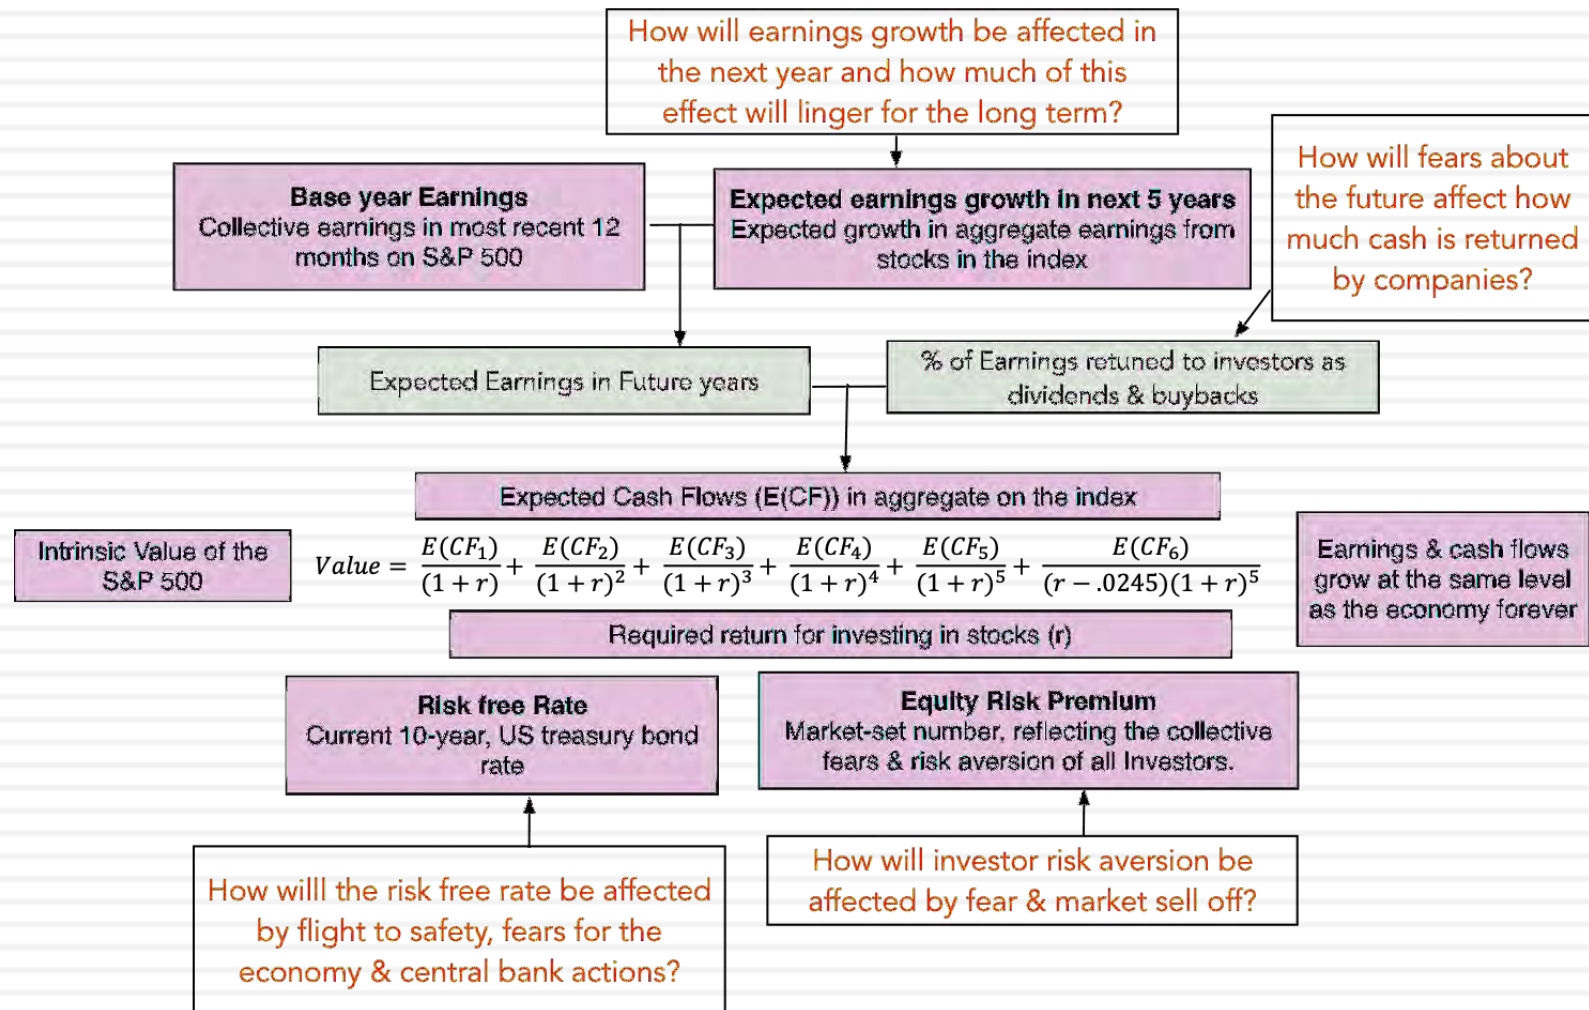 How will earnings growth be affected in
the next year and how much of this
effect will linger for the long term?
How will fears about
the future affect how
much cash is returned
by companies?
Base year Earnings
Collective earnings in most recent 12
months on S&P 500
Expected earnings growth in next 5 years
Expected growth in aggregate earnings from
stocks in the index
Expected Earnings in Future years
% of Earnings retuned to investors as
dividends & buybacks
Expected Cash Flows (E(CF)) in aggregate on the index
Intrinsic Value of the
S&P 500
Value = E(CF₁)/(1 + r) + E(CF₂)/(1 + r)² + E(CF₃)/(1 + r)³ + E(CF₄)/(1 + r)⁴ + E(CF₅)/(1 + r)⁵ + E(CF₆)/(r − .0245)(1 + r)⁵
Earnings & cash flows
grow at the same level
as the economy forever
Required return for investing in stocks (r)
Risk free Rate
Current 10-year, US treasury bond
rate
Equity Risk Premium
Market-set number, reflecting the collective
fears & risk aversion of all Investors.
How willl the risk free rate be affected
by flight to safety, fears for the
economy & central bank actions?
How will investor risk aversion be
affected by fear & market sell off?